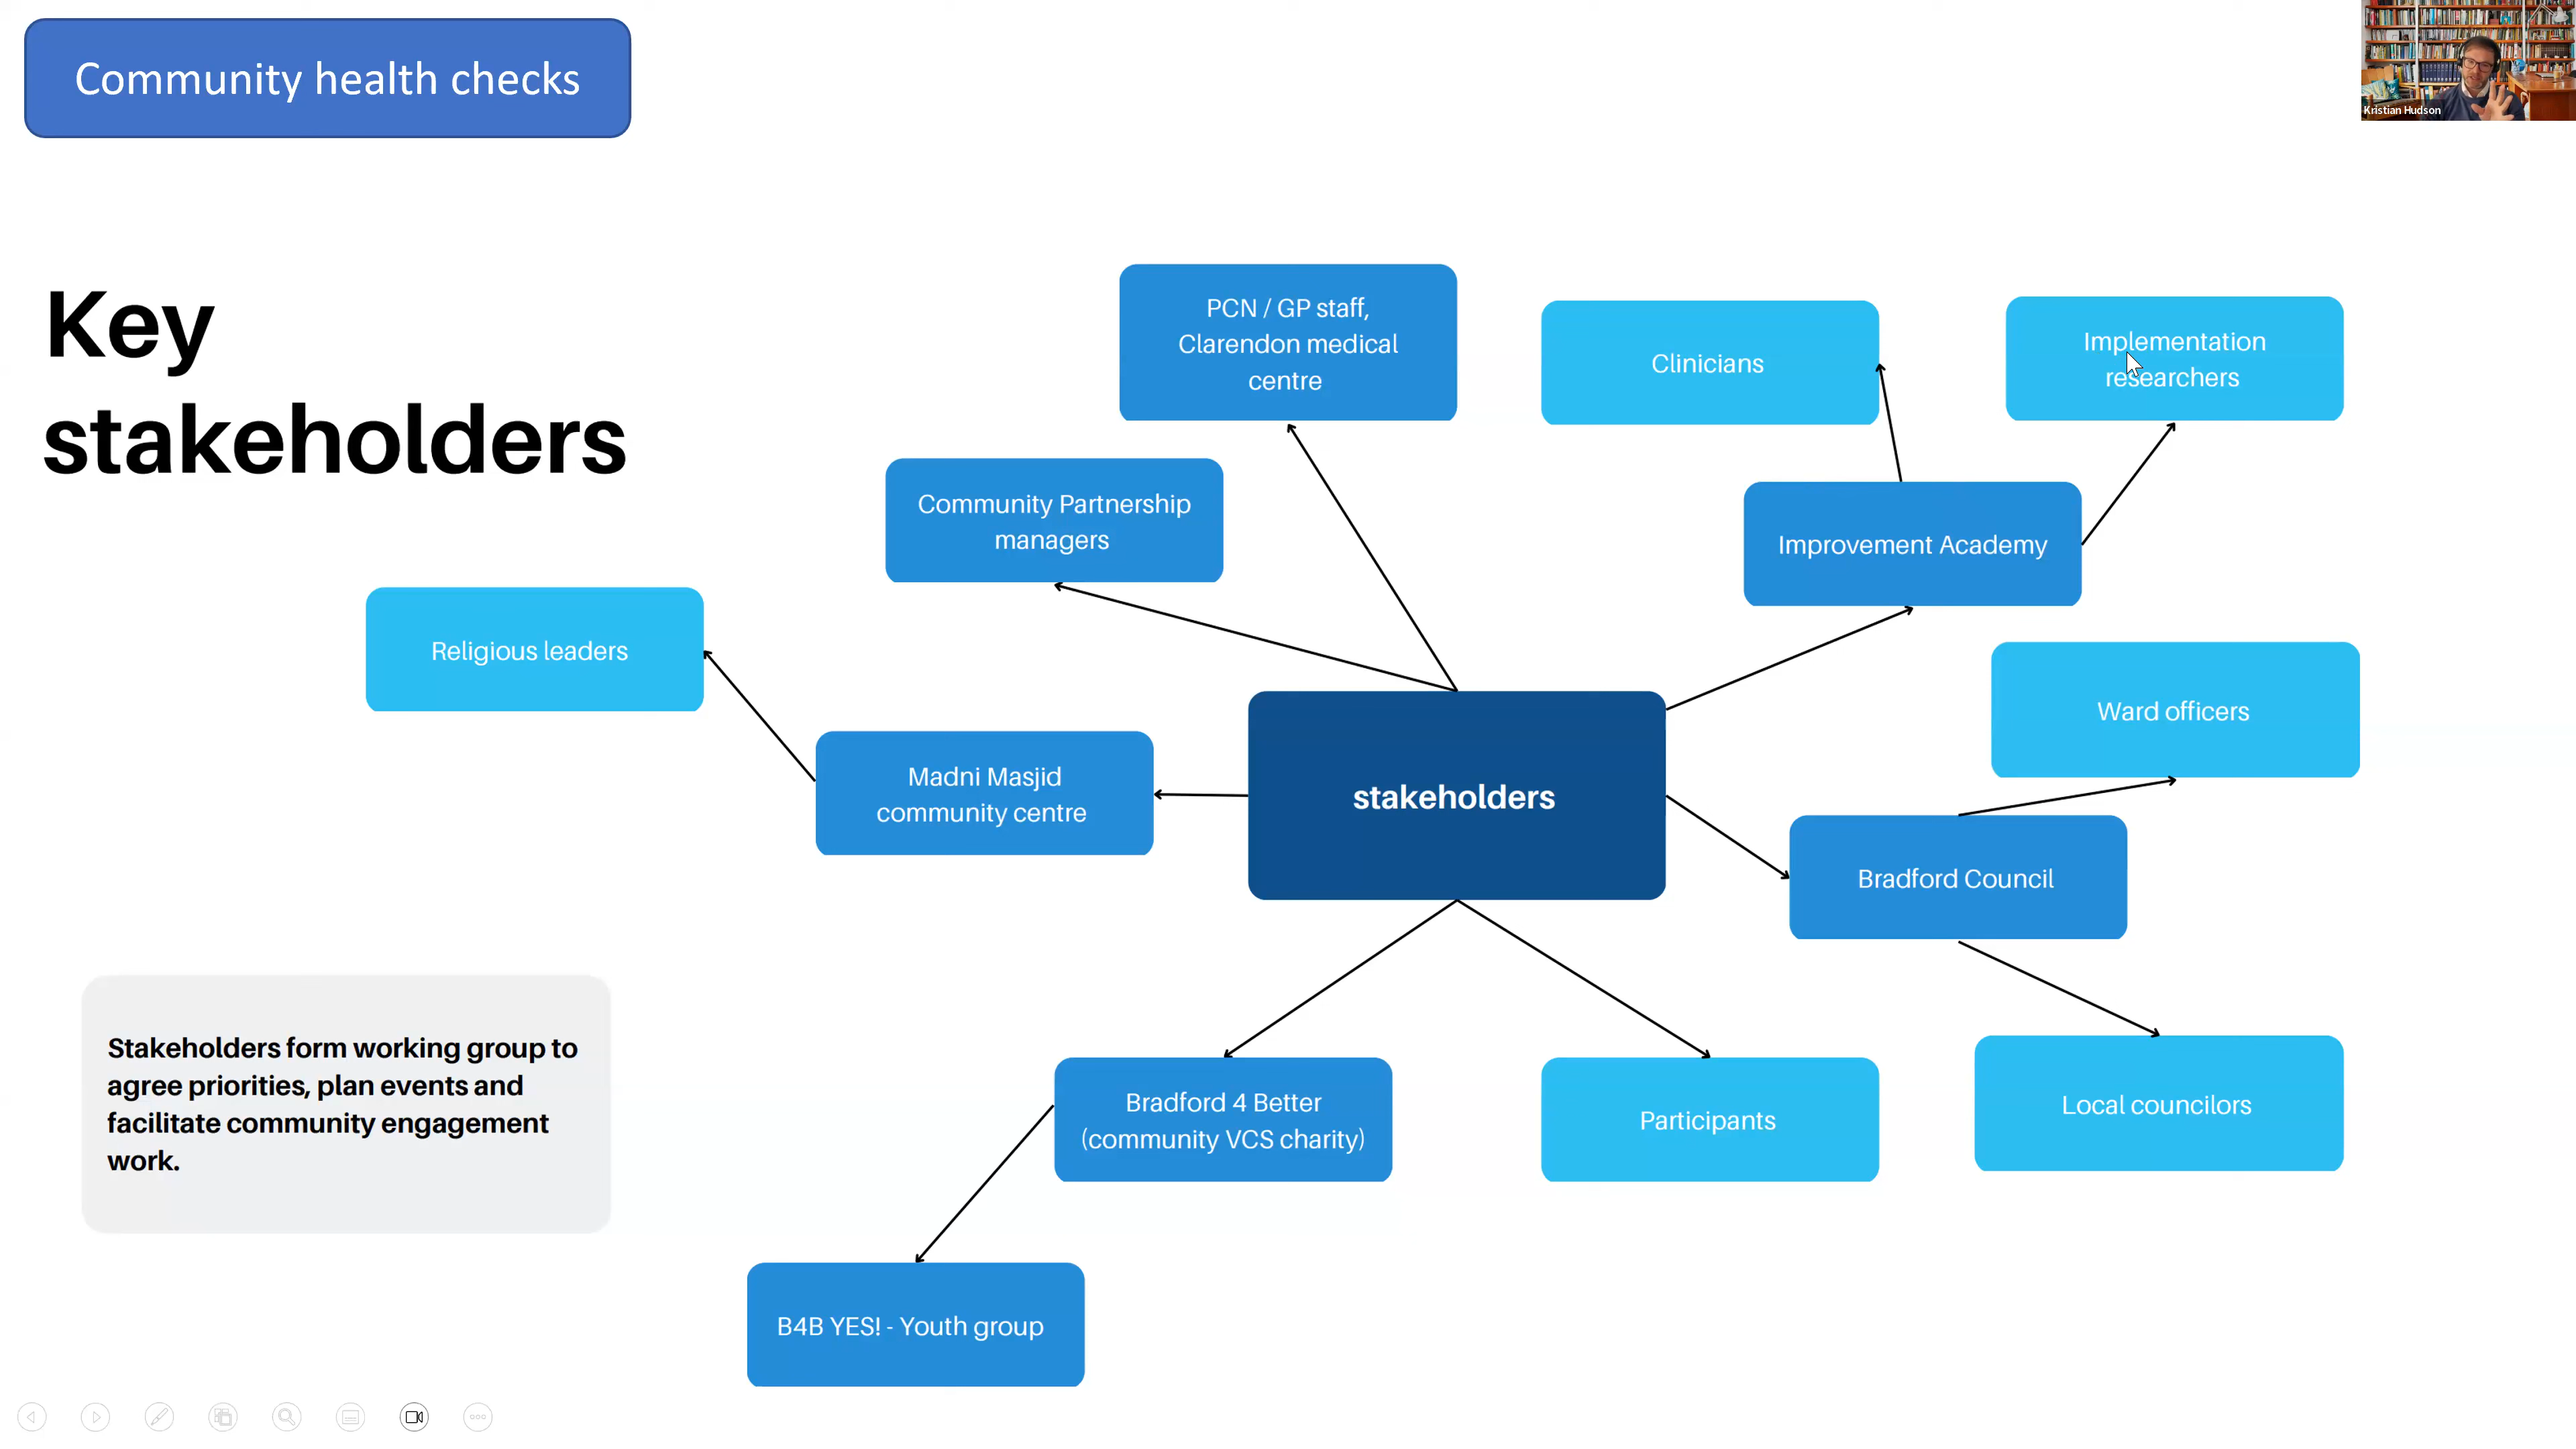 Community health checks
Kristian Hudson
Key
stakeholders
PCN / GP staff,
Clarendon medical
centre
Clinicians
Implementation
researchers
Community Partnership
managers
Improvement Academy
Religious leaders
Ward officers
Madni Masjid
community centre
stakeholders
Bradford Council
Stakeholders form working group to
agree priorities, plan events and
facilitate community engagement
work.
Bradford 4 Better
(community VCS charity)
Participants
Local councilors
B4B YES! - Youth group